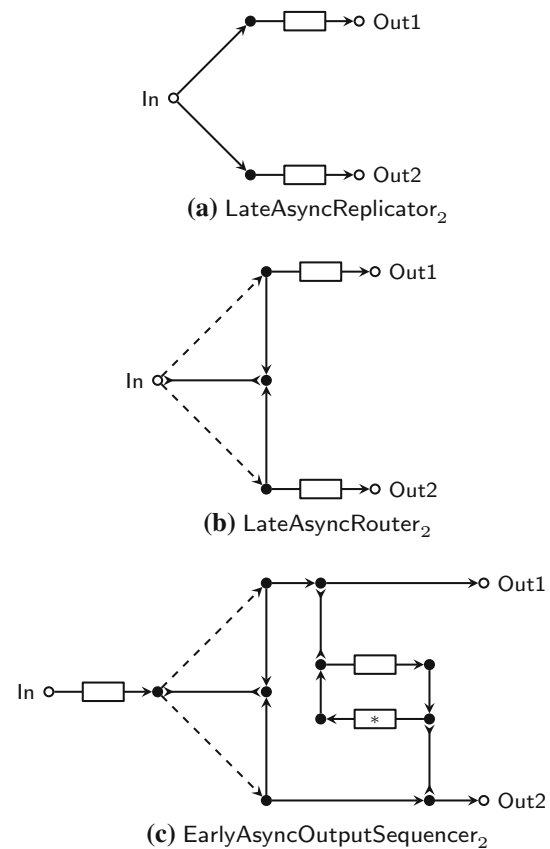 Out1
In
Out2
(a) LateAsyncReplicator₂
Out1
In
Out2
(b) LateAsyncRouter₂
Out1
In
*
Out2
(c) EarlyAsyncOutputSequencer₂